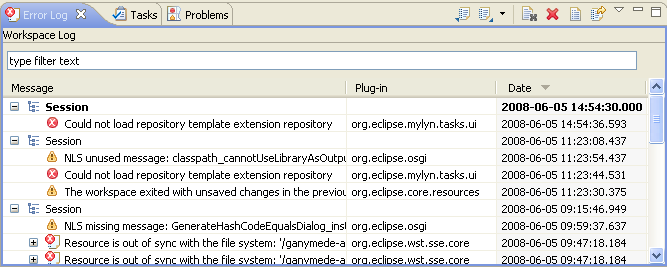 Error Log Tasks Problems
Workspace Log
type filter text
Message Plug-in Date
Session 2008-06-05 14:54:30.000
Could not load repository template extension repository org.eclipse.mylyn.tasks.ui 2008-06-05 14:54:36.593
Session 2008-06-05 11:23:08.437
NLS unused message: classpath_cannotUseLibraryAsOutpu org.eclipse.osgi 2008-06-05 11:23:54.437
Could not load repository template extension repository org.eclipse.mylyn.tasks.ui 2008-06-05 11:23:44.531
The workspace exited with unsaved changes in the previou org.eclipse.core.resources 2008-06-05 11:23:30.375
Session 2008-06-05 09:15:46.949
NLS missing message: GenerateHashCodeEqualsDialog_inst org.eclipse.osgi 2008-06-05 09:59:37.637
Resource is out of sync with the file system: '/ganymede-a org.eclipse.wst.sse.core 2008-06-05 09:47:18.184
Resource is out of sync with the file system: '/ganymede-a org.eclipse.wst.sse.core 2008-06-05 09:47:18.184